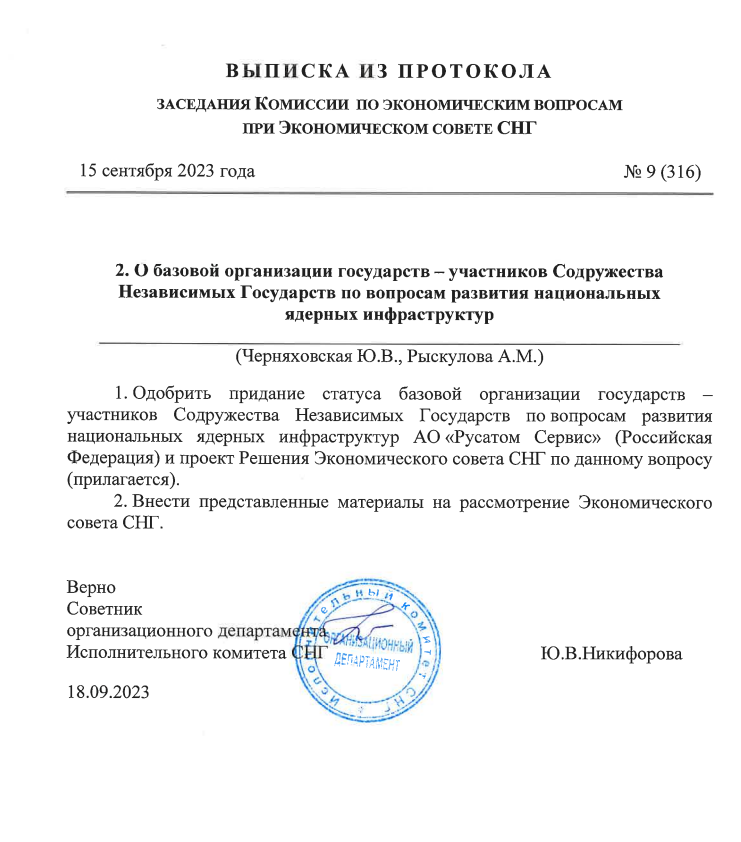 ВЫПИСКА ИЗ ПРОТОКОЛА
ЗАСЕДАНИЯ КОМИССИИ ПО ЭКОНОМИЧЕСКИМ ВОПРОСАМ
ПРИ ЭКОНОМИЧЕСКОМ СОВЕТЕ СНГ
15 сентября 2023 года № 9 (316)
2. О базовой организации государств – участников Содружества
Независимых Государств по вопросам развития национальных
ядерных инфраструктур
(Черняховская Ю.В., Рыскулова А.М.)
1. Одобрить придание статуса базовой организации государств –
участников Содружества Независимых Государств по вопросам развития
национальных ядерных инфраструктур АО «Русатом Сервис» (Российская
Федерация) и проект Решения Экономического совета СНГ по данному вопросу
(прилагается).
2. Внести представленные материалы на рассмотрение Экономического
совета СНГ.
Верно
Советник
организационного департамента
Исполнительного комитета СНГ Ю.В.Никифорова
18.09.2023
Исполнительный комитет СНГ
ОРГАНИЗАЦИОННЫЙ
ДЕПАРТАМЕНТ